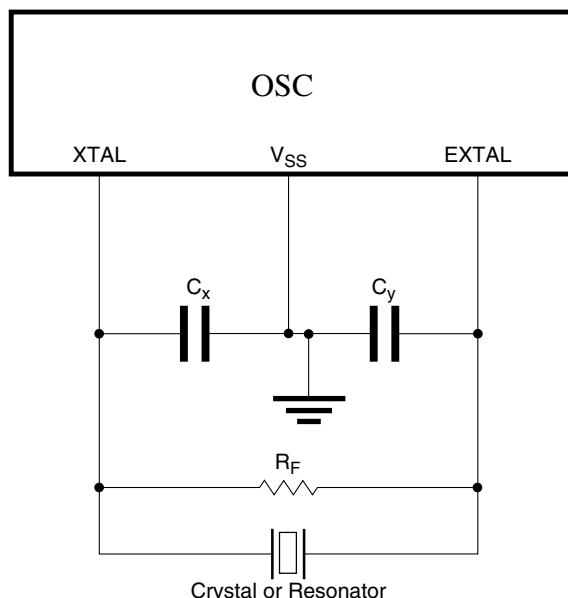 OSC
XTAL VSS EXTAL
Cx Cy
RF
Crystal or Resonator